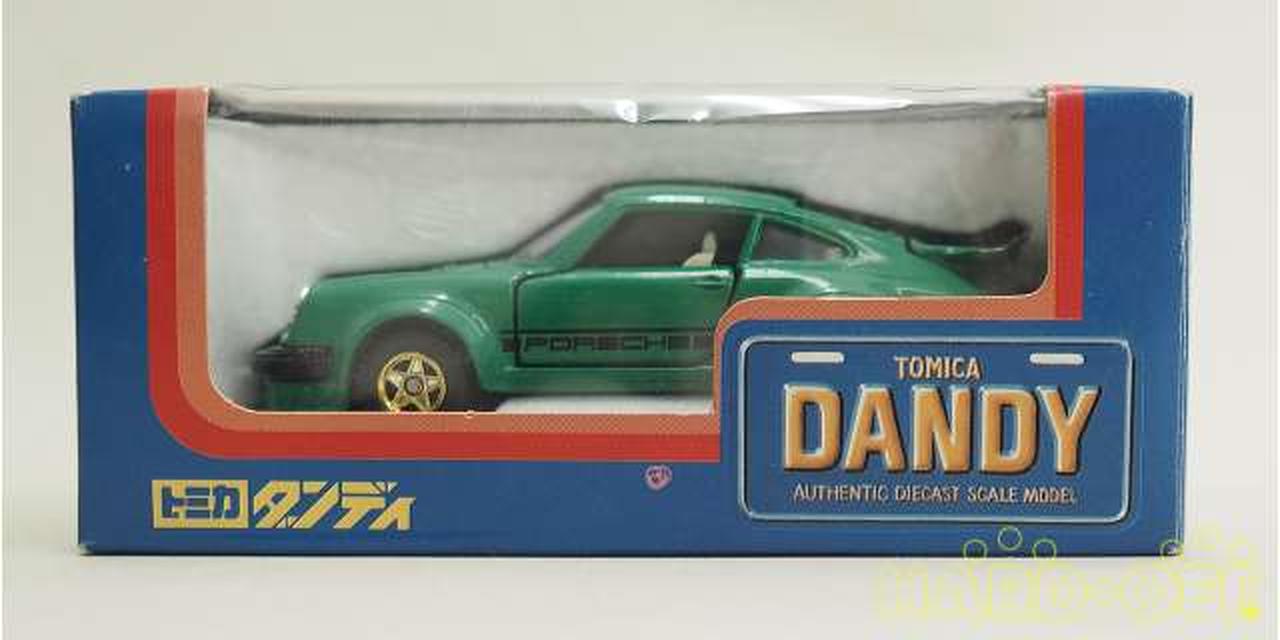 PORSCHE
TOMICA
DANDY
AUTHENTIC DIECAST SCALE MODEL
トミカ ダンディ